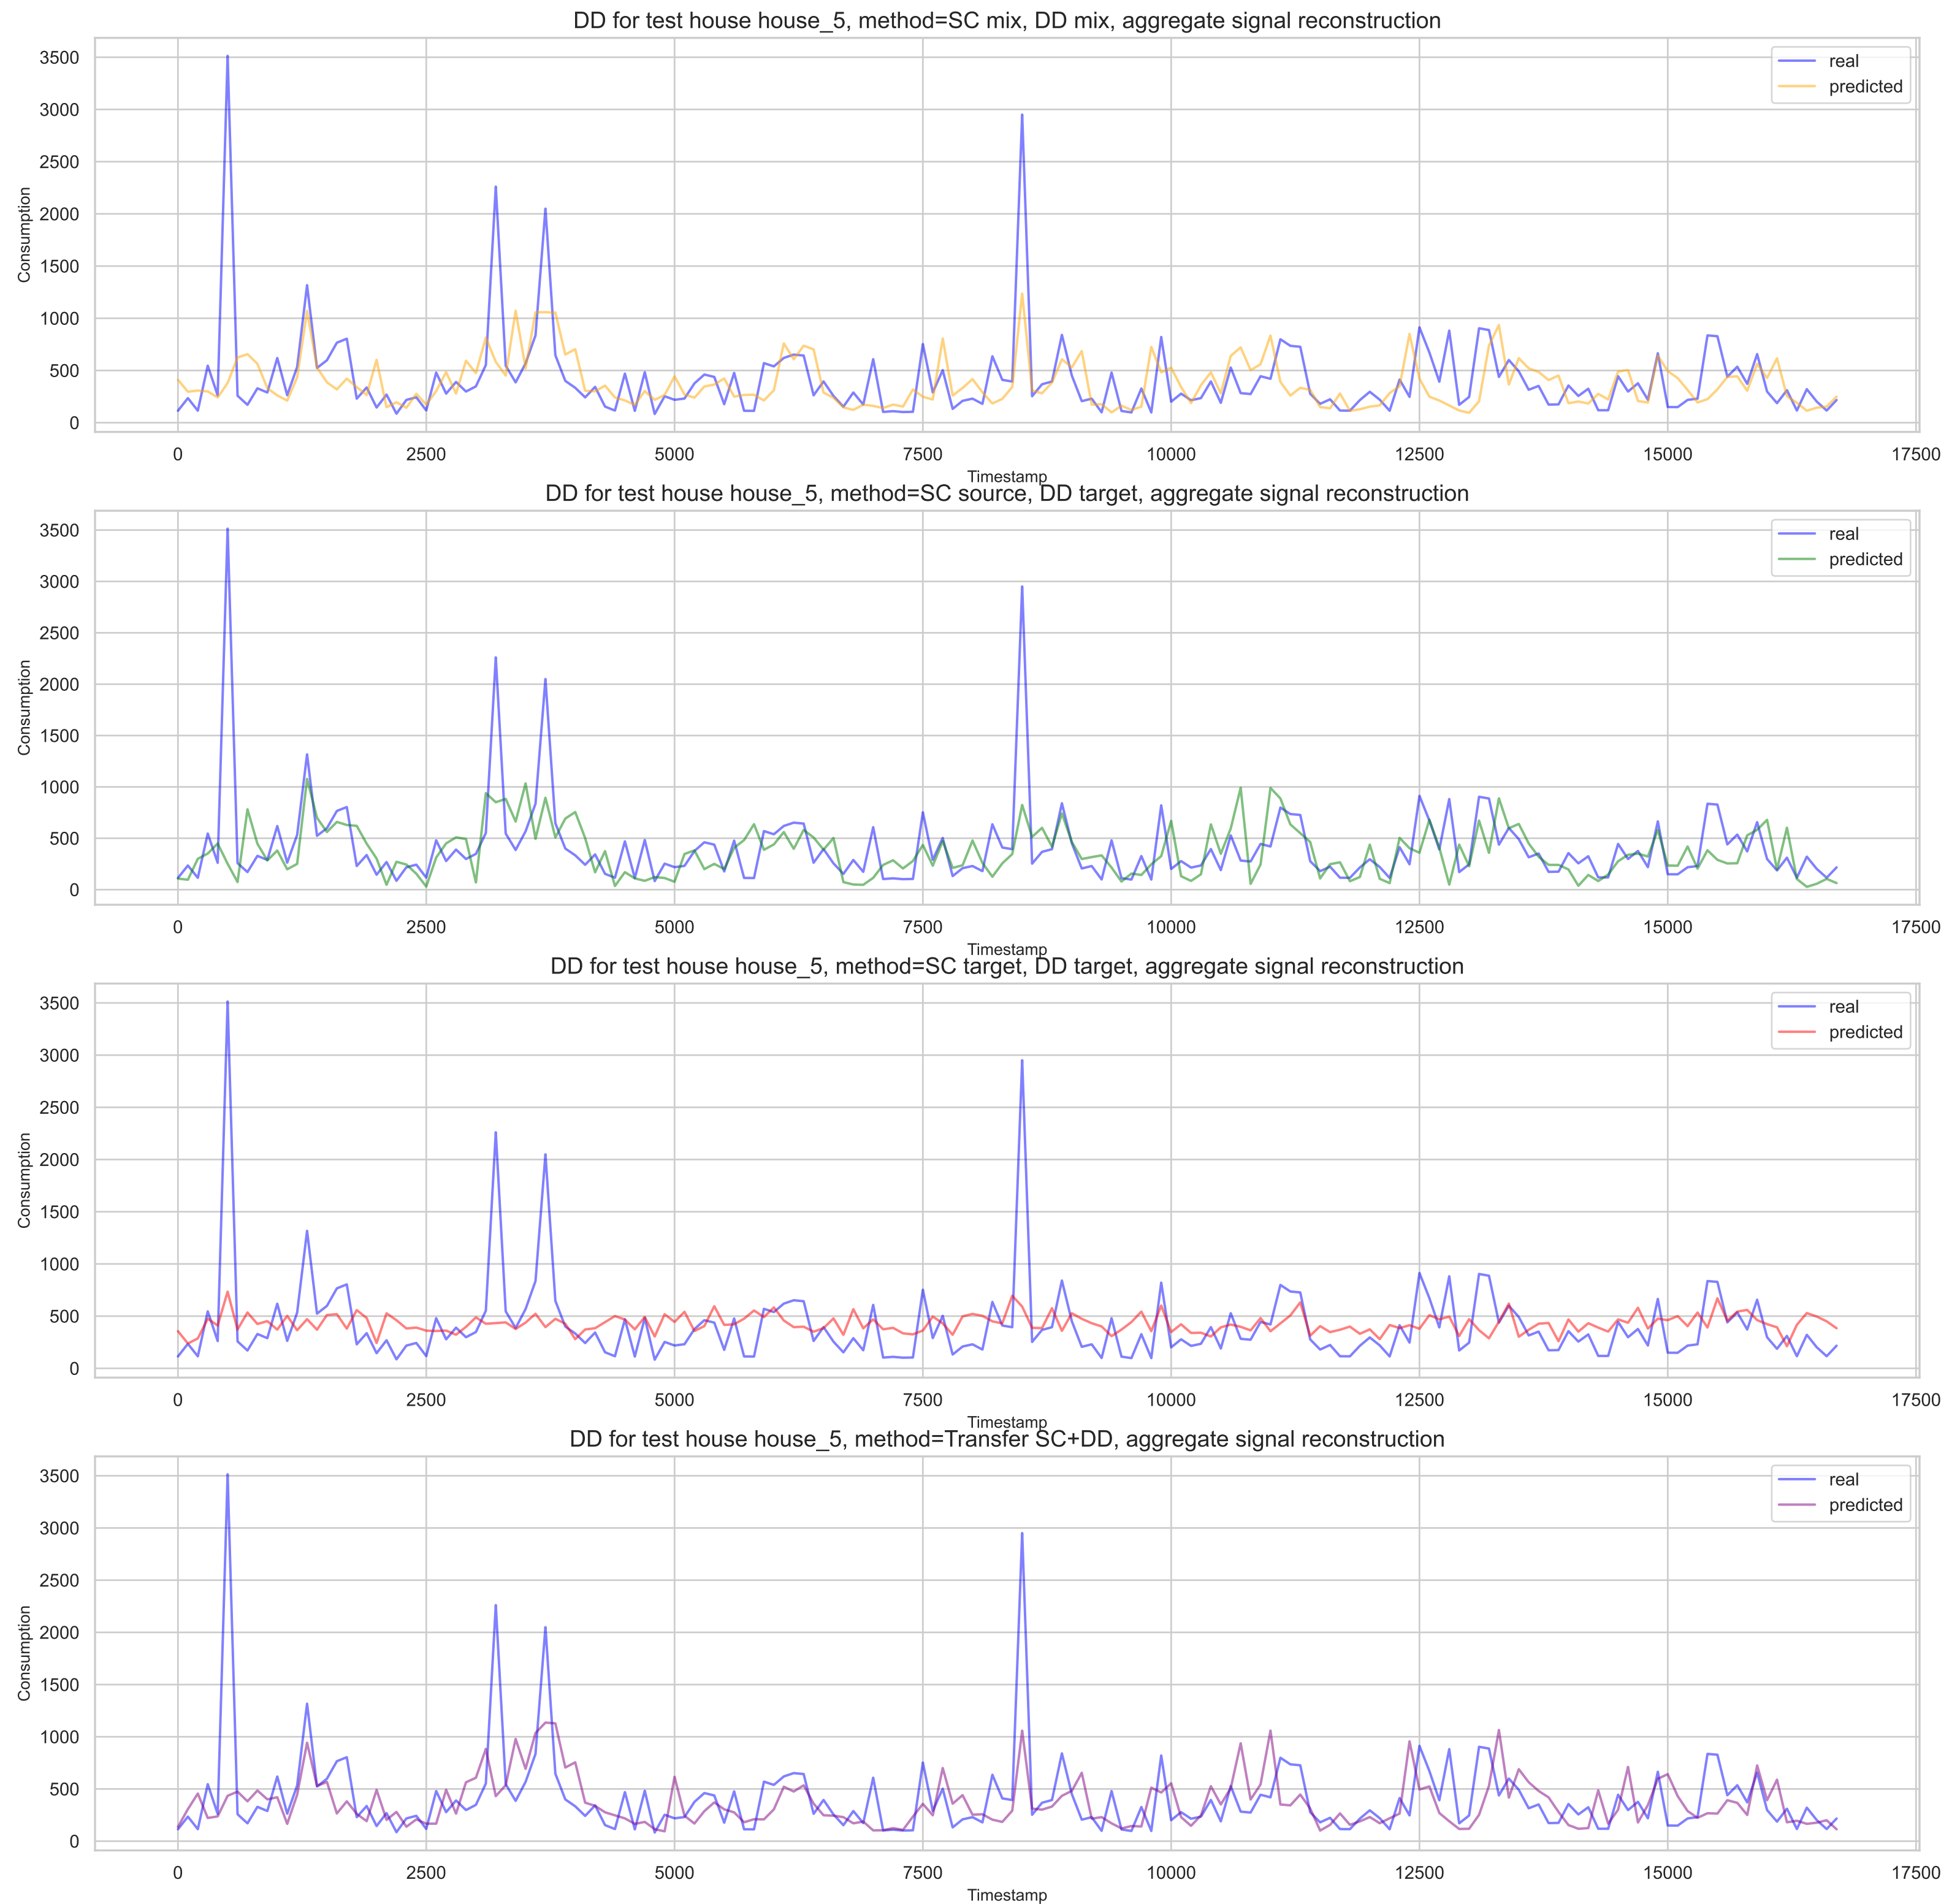 DD for test house house_5, method=SC mix, DD mix, aggregate signal reconstruction
real
predicted
3500
3000
2500
2000
1500
1000
500
0
Consumption
0 2500 5000 7500 10000 12500 15000 17500
Timestamp
DD for test house house_5, method=SC source, DD target, aggregate signal reconstruction
real
predicted
3500
3000
2500
2000
1500
1000
500
0
Consumption
0 2500 5000 7500 10000 12500 15000 17500
Timestamp
DD for test house house_5, method=SC target, DD target, aggregate signal reconstruction
real
predicted
3500
3000
2500
2000
1500
1000
500
0
Consumption
0 2500 5000 7500 10000 12500 15000 17500
Timestamp
DD for test house house_5, method=Transfer SC+DD, aggregate signal reconstruction
real
predicted
3500
3000
2500
2000
1500
1000
500
0
Consumption
0 2500 5000 7500 10000 12500 15000 17500
Timestamp